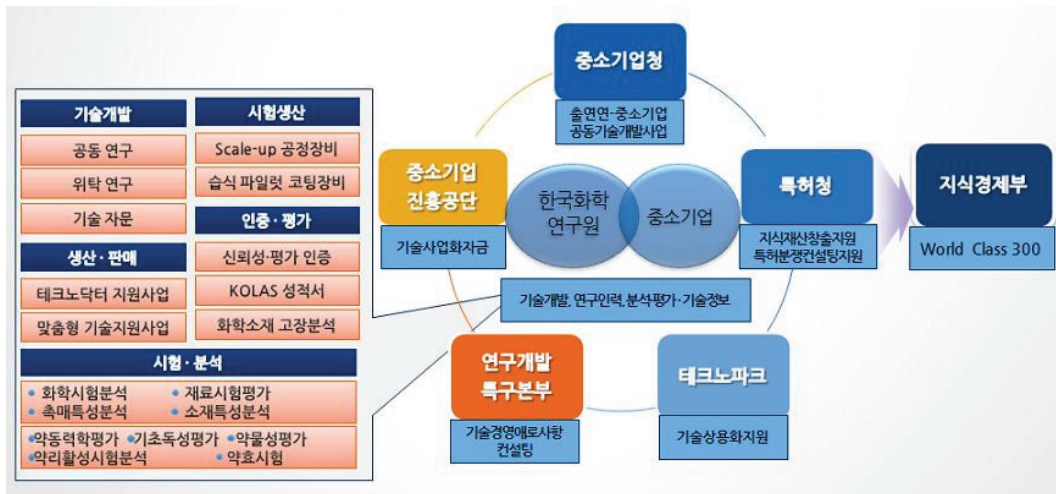 기술개발
공동 연구
위탁 연구
기술 자문
생산·판매
테크노닥터 지원사업
맞춤형 기술지원사업
시험생산
Scale-up 공정장비
습식 파일럿 코팅장비
인증·평가
신뢰성·평가 인증
KOLAS 성적서
화학소재 고장분석
시험·분석
• 화학시험분석 • 재료시험평가
• 촉매특성분석 • 소재특성분석
•약동력학평가 •기초독성평가 •약물성평가
•약리활성시험분석 •약효시험
중소기업청
출연연-중소기업
공동기술개발사업
중소기업
진흥공단
기술사업화자금
한국화학
연구원
중소기업
특허청
지식재산창출지원
특허분쟁컨설팅지원
지식경제부
World Class 300
기술개발, 연구인력, 분석·평가·기술정보
연구개발
특구본부
기술경영애로사항
컨설팅
테크노파크
기술상용화지원